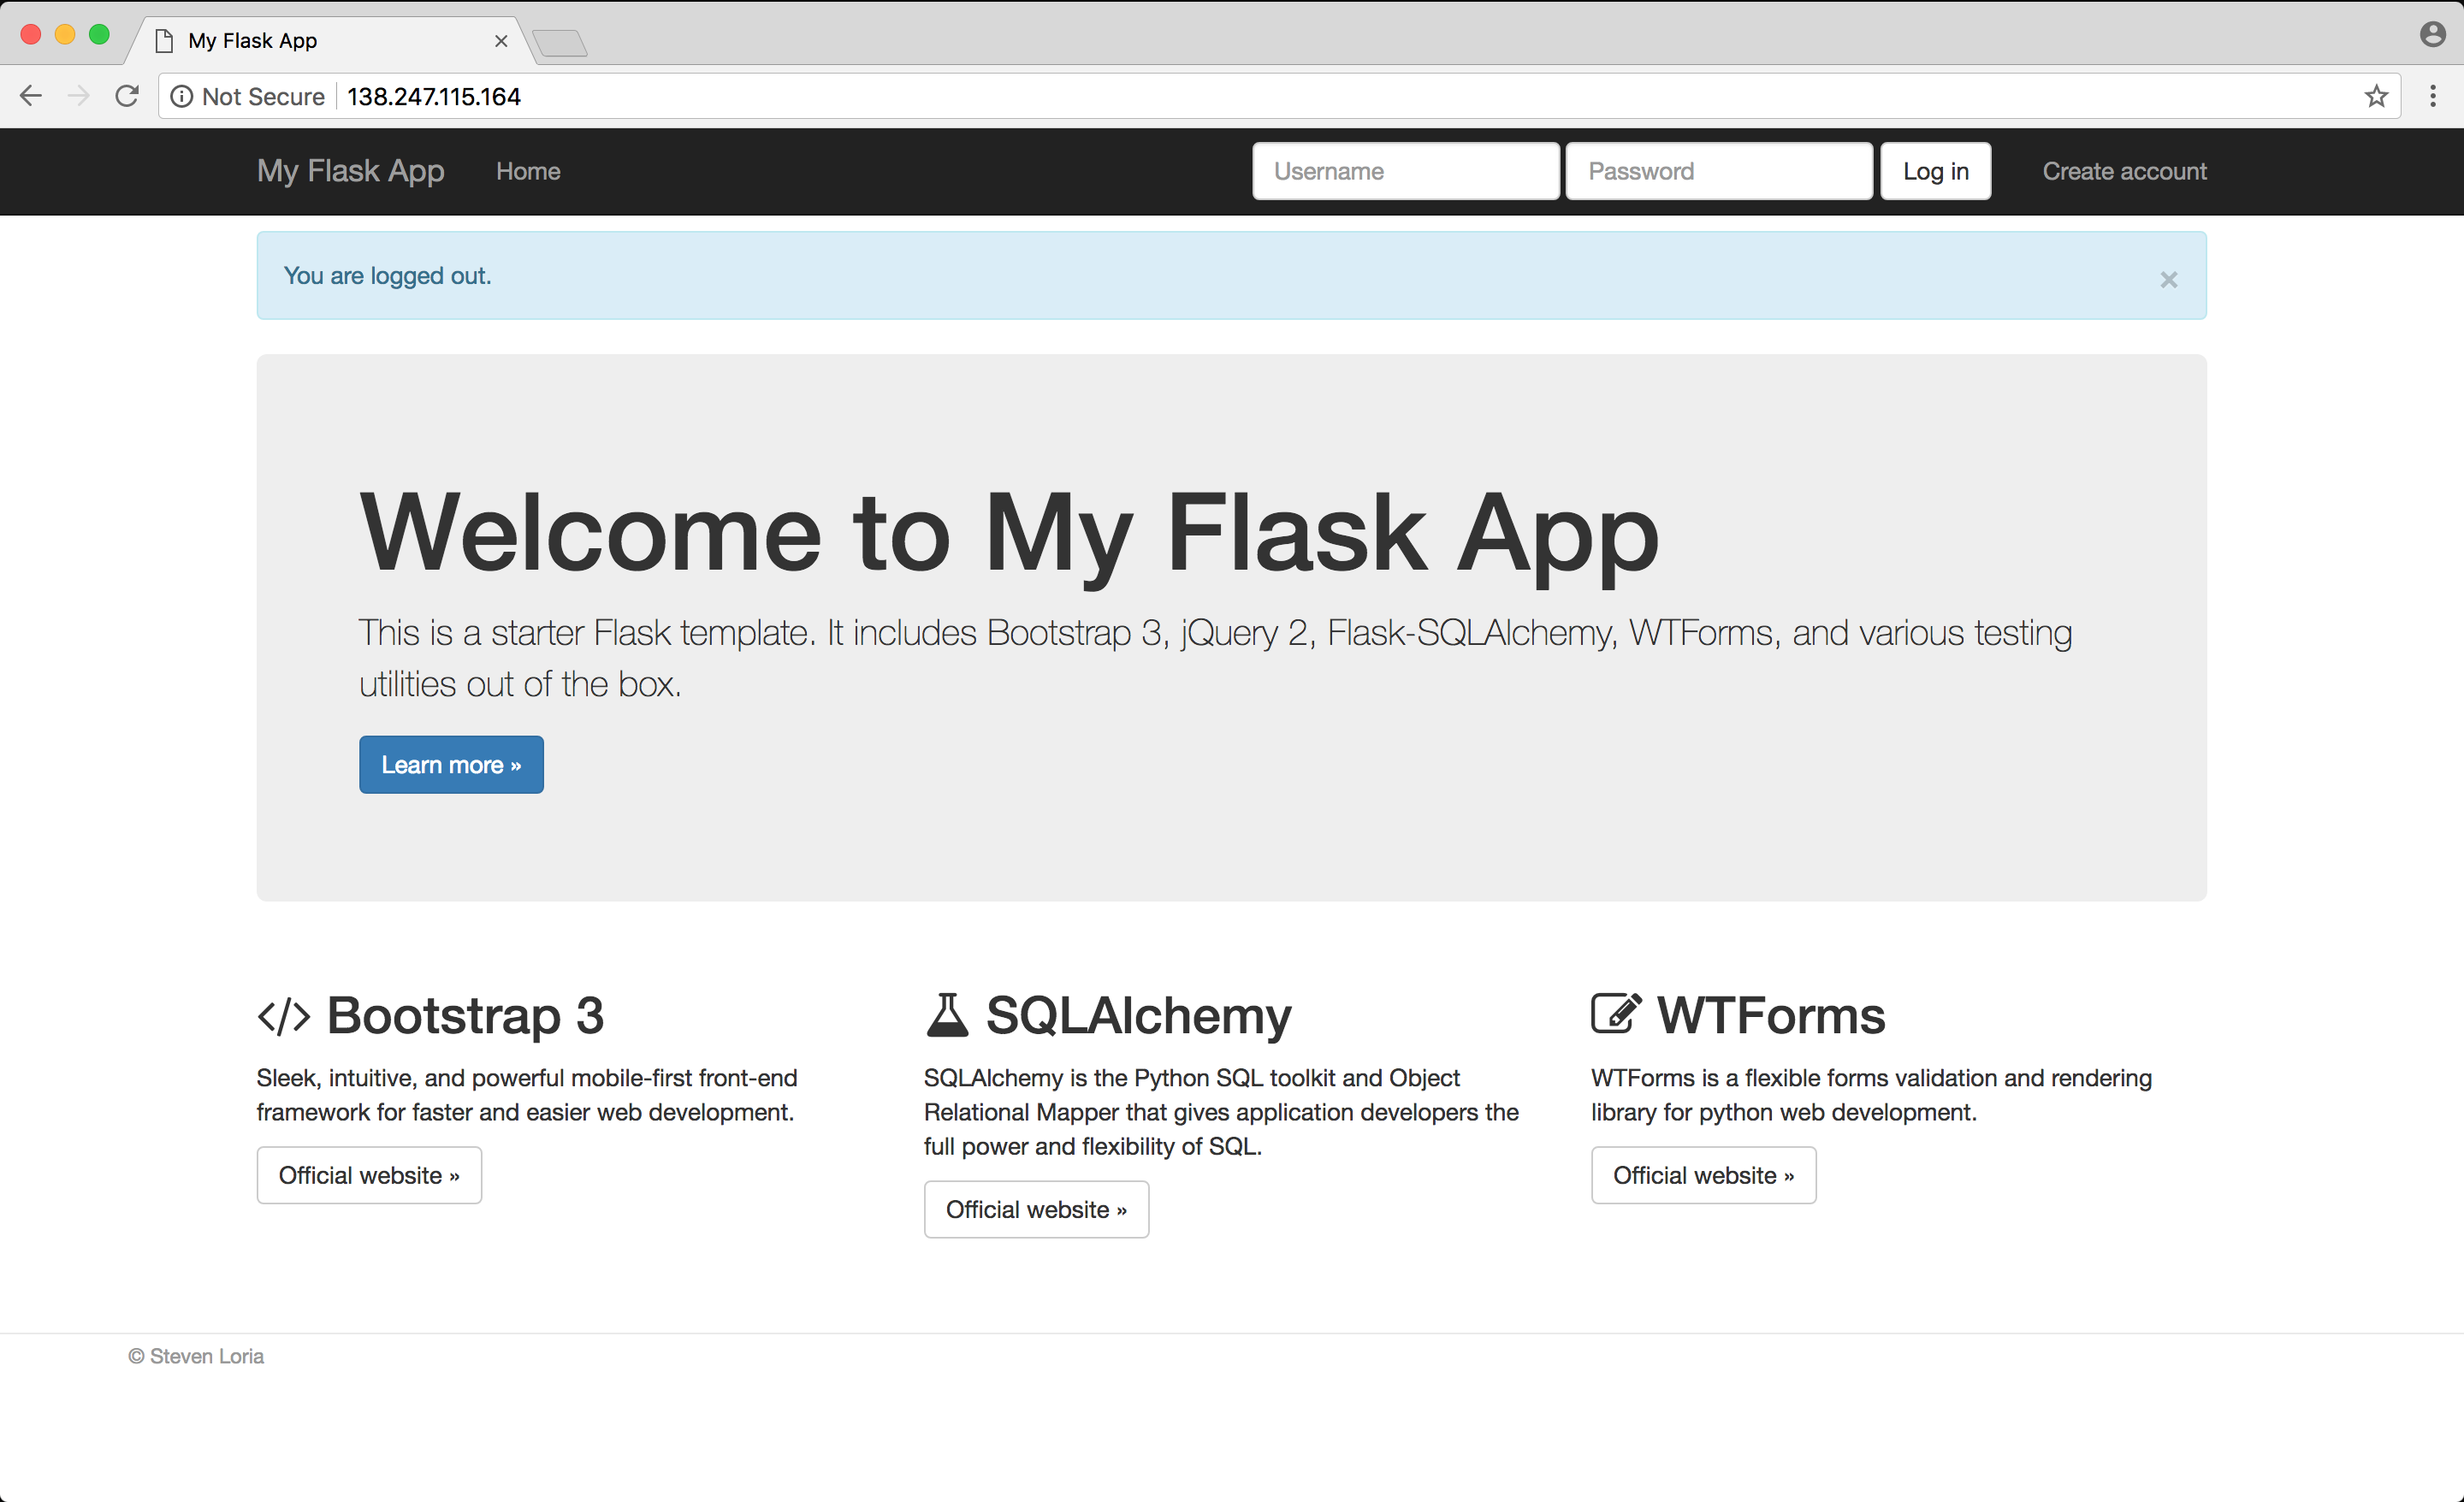 My Flask App
Not Secure 138.247.115.164
My Flask App Home Username Password Log in Create account
You are logged out. ×
Welcome to My Flask App
This is a starter Flask template. It includes Bootstrap 3, jQuery 2, Flask-SQLAlchemy, WTForms, and various testing
utilities out of the box.
Learn more »
</> Bootstrap 3
Sleek, intuitive, and powerful mobile-first front-end
framework for faster and easier web development.
Official website »
SQLAlchemy
SQLAlchemy is the Python SQL toolkit and Object
Relational Mapper that gives application developers the
full power and flexibility of SQL.
Official website »
WTForms
WTForms is a flexible forms validation and rendering
library for python web development.
Official website »
© Steven Loria